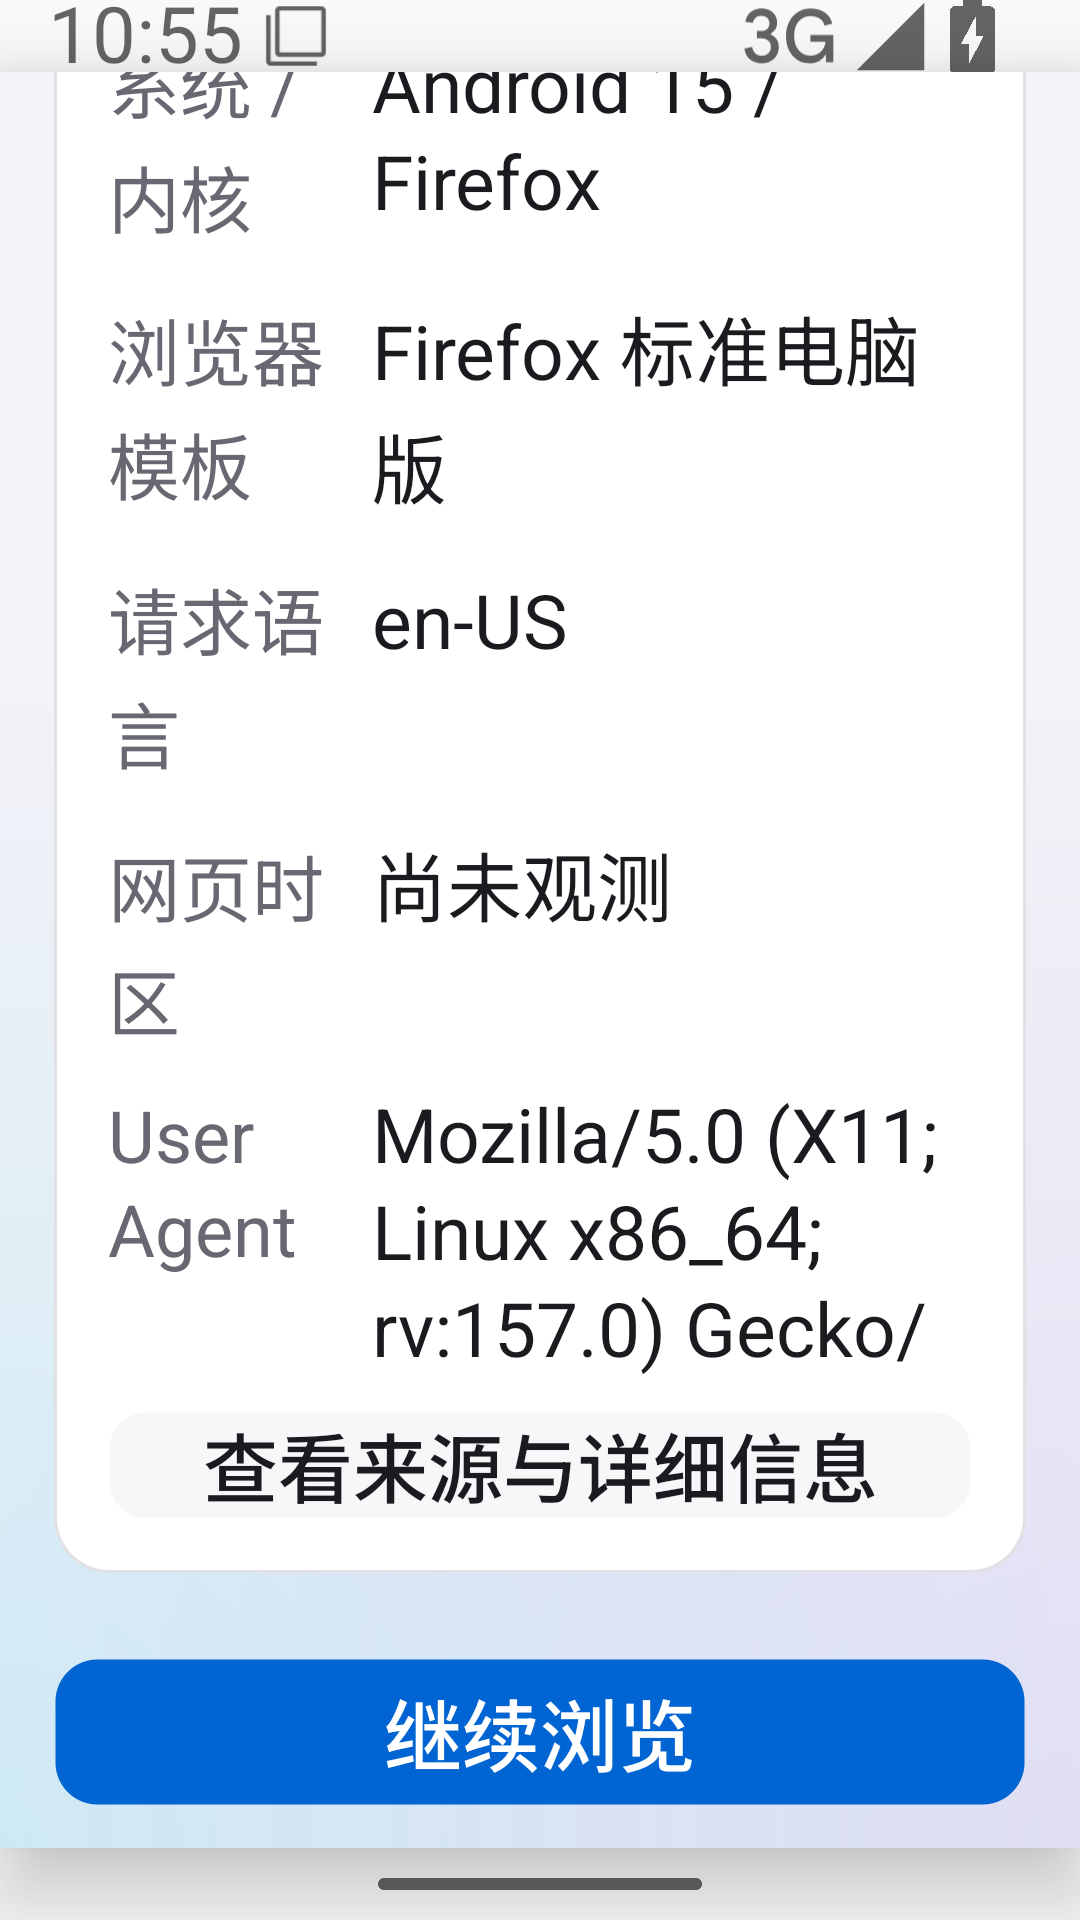 10:55 3G
系统 / Android 15 /
内核 Firefox
浏览器 Firefox 标准电脑
模板 版
请求语 en-US
言
网页时 尚未观测
区
User Mozilla/5.0 (X11;
Agent Linux x86_64;
rv:157.0) Gecko/
查看来源与详细信息
继续浏览